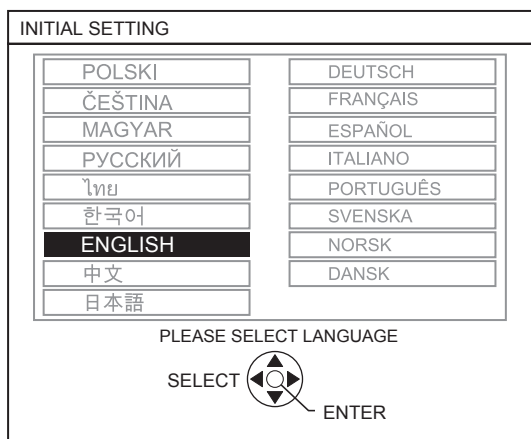 INITIAL SETTING
POLSKI
ČEŠTINA
MAGYAR
РУССКИЙ
ไทย
한국어
ENGLISH
中文
日本語
DEUTSCH
FRANÇAIS
ESPAÑOL
ITALIANO
PORTUGUÊS
SVENSKA
NORSK
DANSK
PLEASE SELECT LANGUAGE
SELECT
ENTER